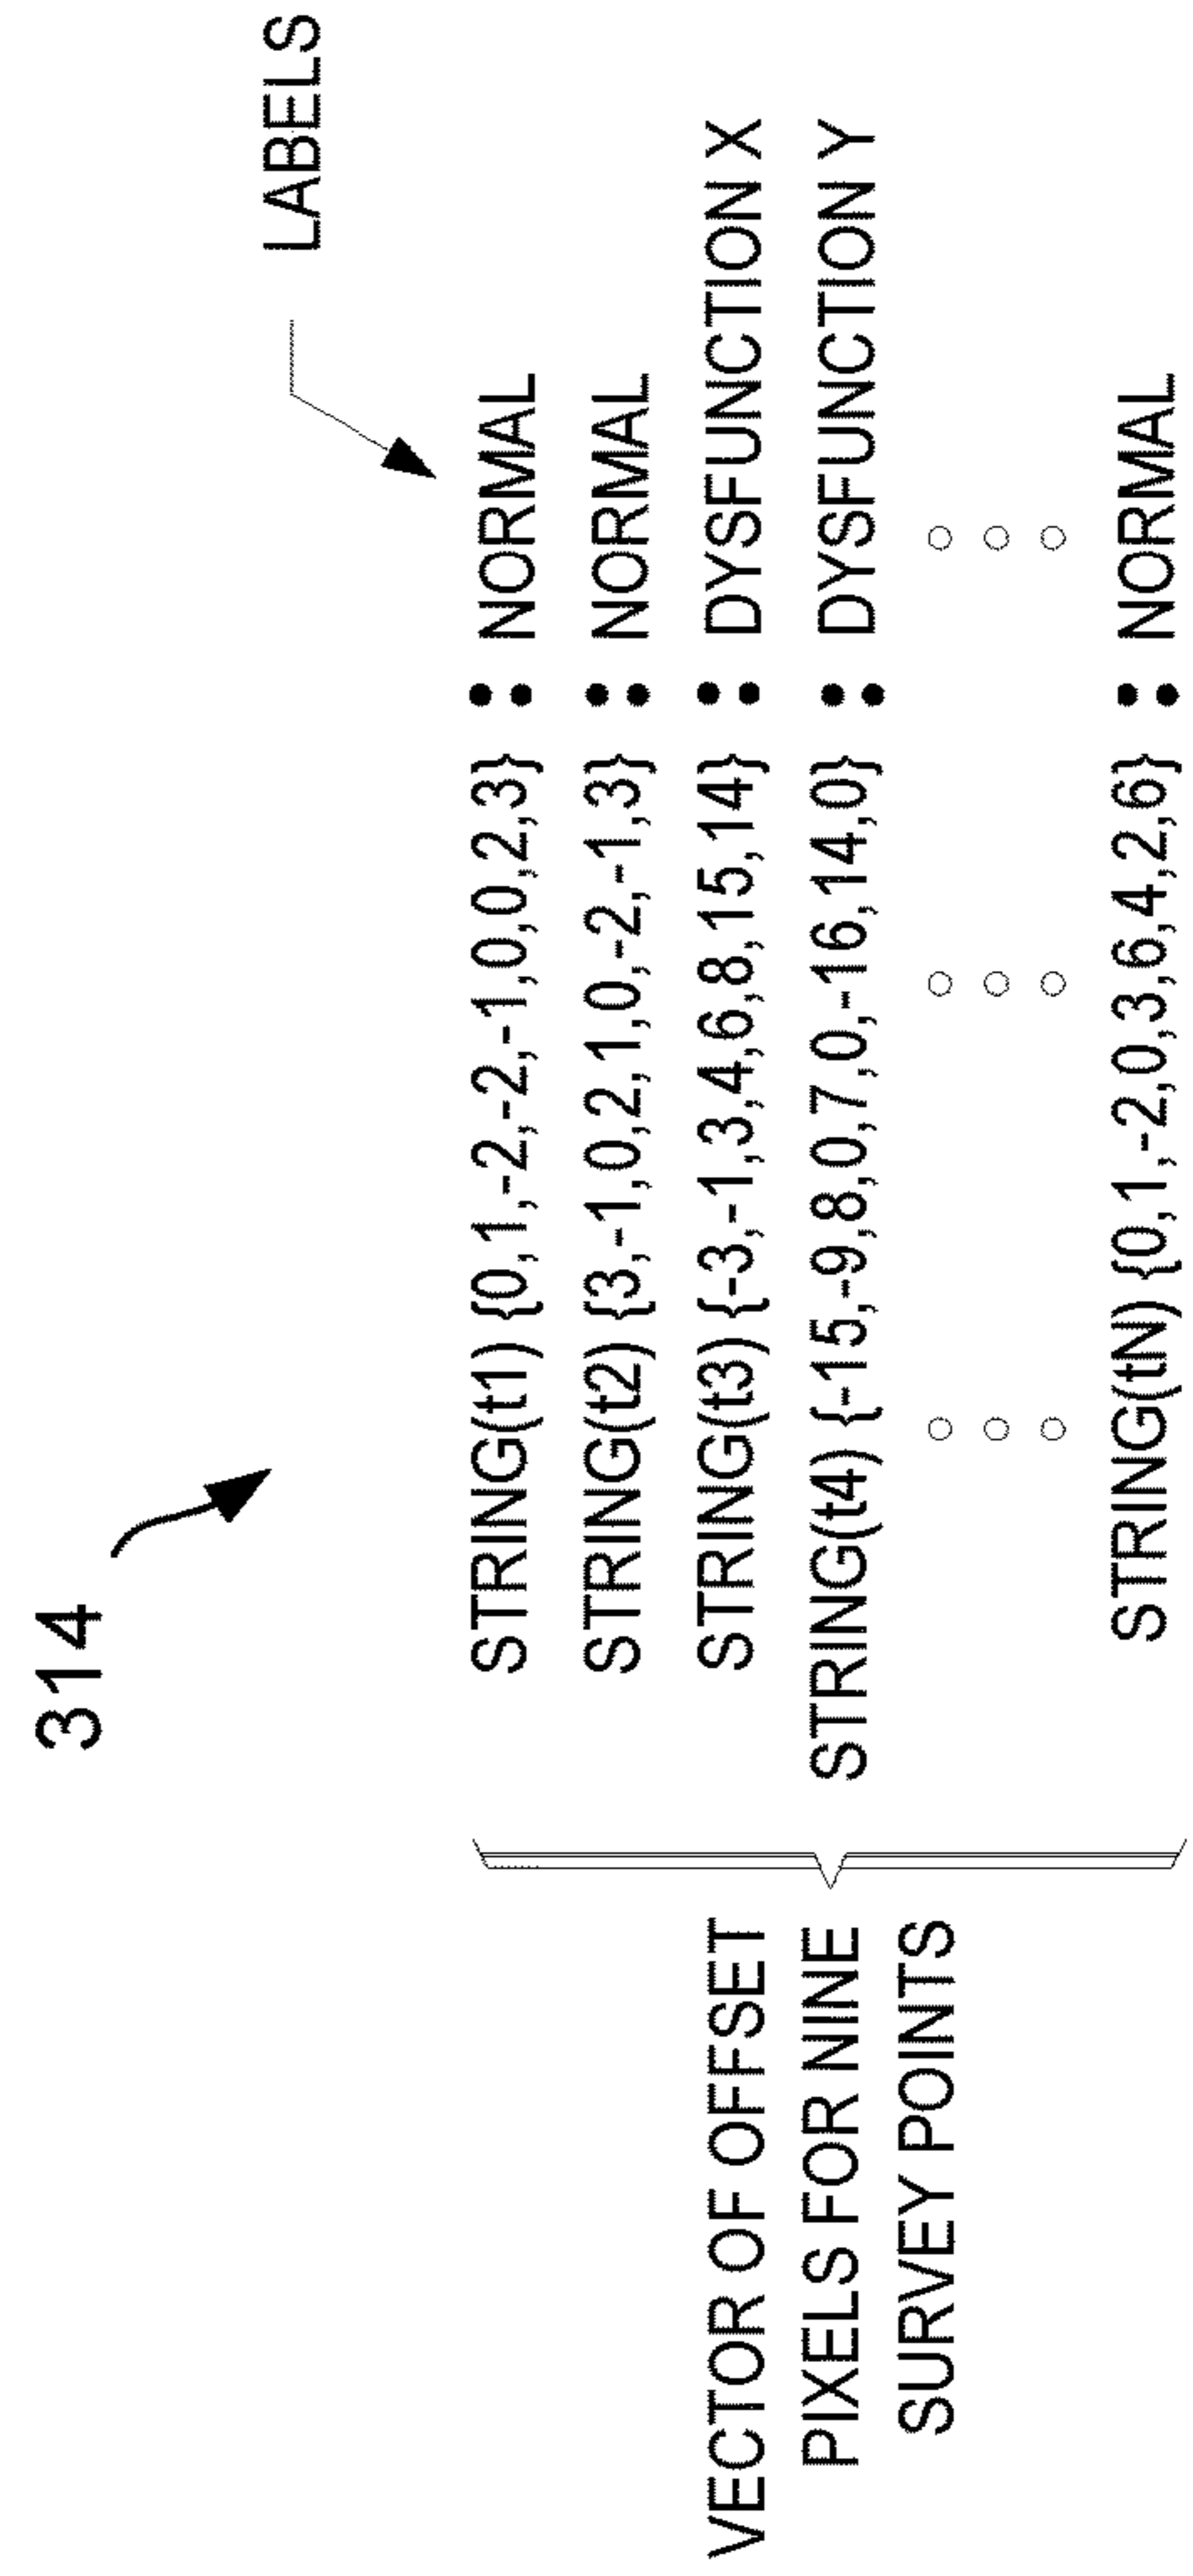 314
LABELS
VECTOR OF OFFSET
PIXELS FOR NINE
SURVEY POINTS
STRING(t1) {0,1,-2,-2,-1,0,0,2,3} : NORMAL
STRING(t2) {3,-1,0,2,1,0,-2,-1,3} : NORMAL
STRING(t3) {-3,-1,3,4,6,8,15,14} : DYSFUNCTION X
STRING(t4) {-15,-9,8,0,7,0,-16,14,0} : DYSFUNCTION Y
STRING(tN) {0,1,-2,0,3,6,4,2,6} : NORMAL